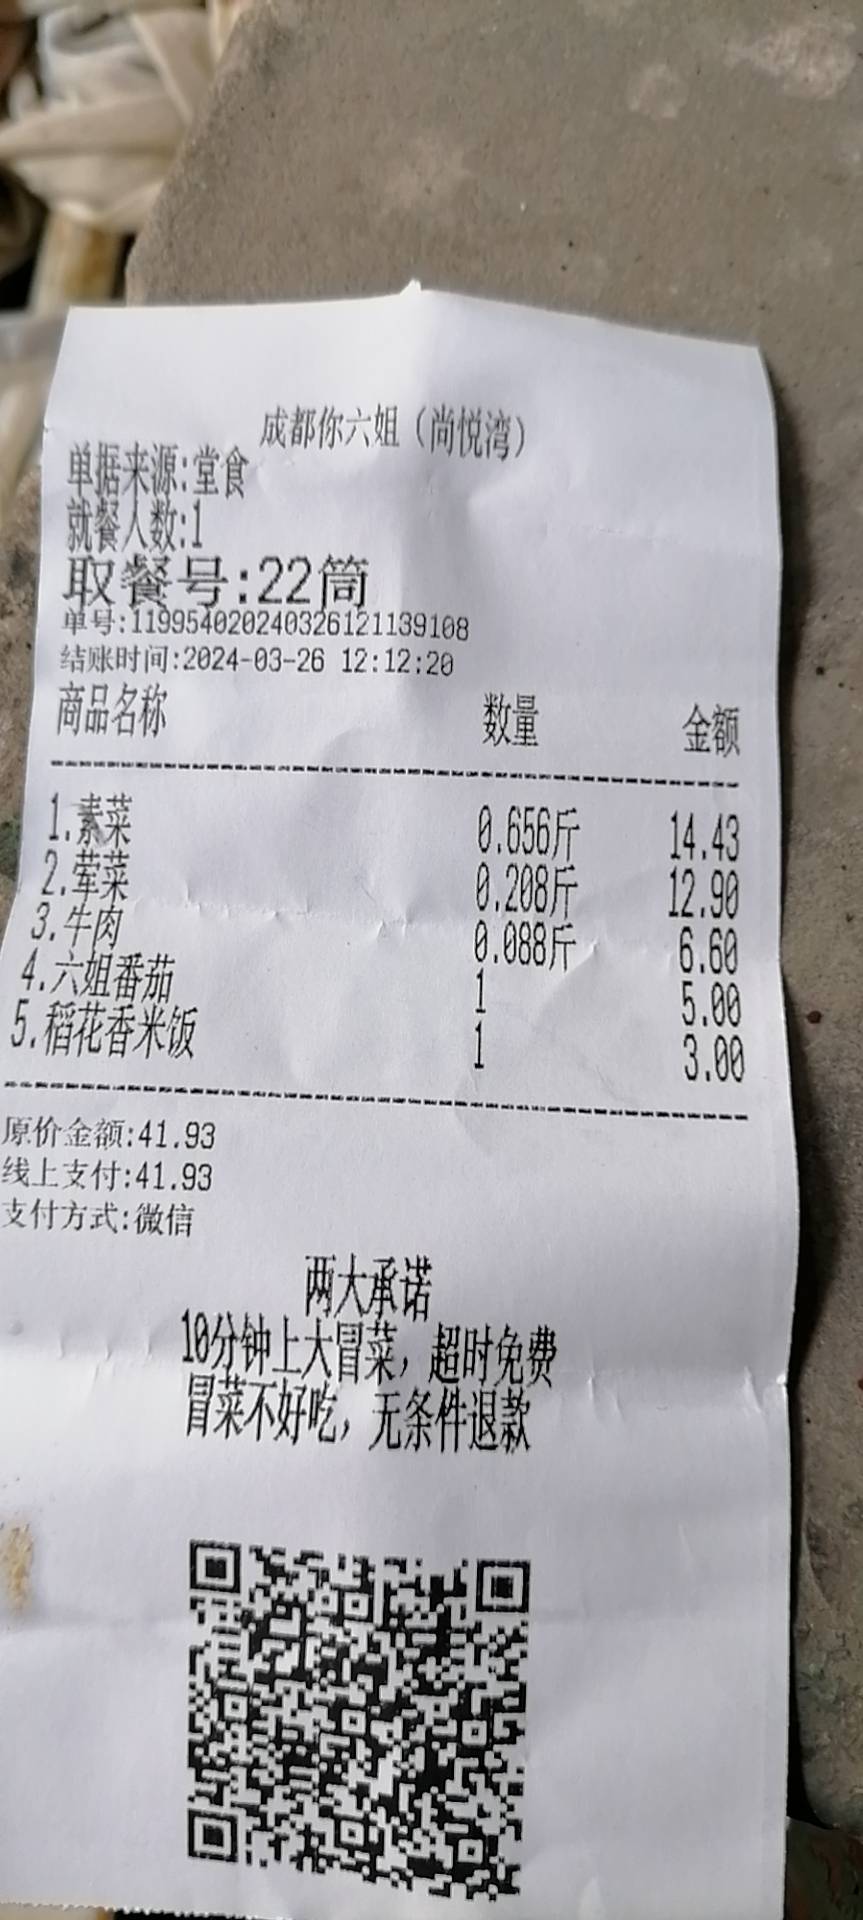 成都你六姐（尚悦湾）
单据来源:堂食
就餐人数:1
取餐号:22筒
单号:119954020240326121139108
结账时间:2024-03-26 12:12:20
商品名称 数量 金额
1.素菜 0.656斤 14.43
2.荤菜 0.208斤 12.90
3.牛肉 0.088斤 6.60
4.六姐番茄 1 5.00
5.稻花香米饭 1 3.00
原价金额:41.93
线上支付:41.93
支付方式:微信
两大承诺
10分钟上大冒菜，超时免费
冒菜不好吃，无条件退款